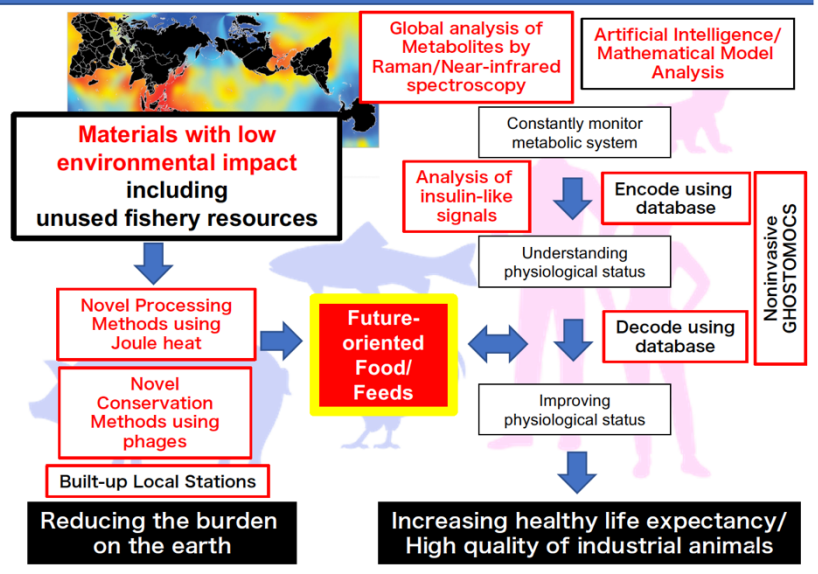 Global analysis of
Metabolites by
Raman/Near-infrared
spectroscopy
Artificial Intelligence/
Mathematical Model
Analysis
Materials with low
environmental impact
including
unused fishery resources
Constantly monitor
metabolic system
Analysis of
insulin-like
signals
Encode using
database
Noninvasive
GHOSTOMOCS
Understanding
physiological status
Novel Processing
Methods using
Joule heat
Future-
oriented
Food/
Feeds
Decode using
database
Novel
Conservation
Methods using
phages
Improving
physiological status
Built-up Local Stations
Reducing the burden
on the earth
Increasing healthy life expectancy/
High quality of industrial animals